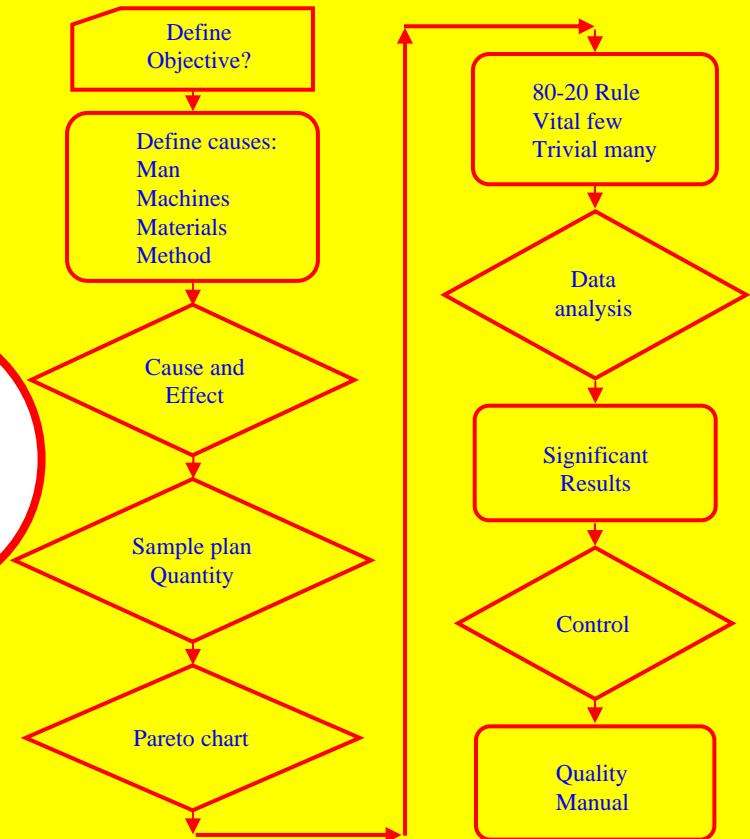 Define
Objective?
Define causes:
Man
Machines
Materials
Method
Cause and
Effect
Sample plan
Quantity
Pareto chart
80-20 Rule
Vital few
Trivial many
Data
analysis
Significant
Results
Control
Quality
Manual